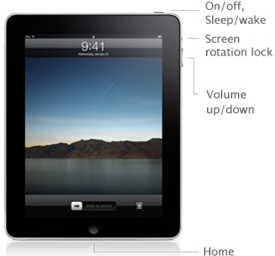 On/off,
Sleep/wake
Screen
rotation lock
Volume
up/down
Home
9:41